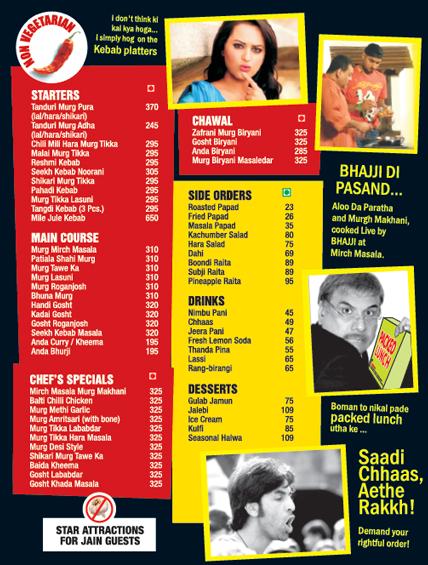 NON VEGETARIAN
I don't think ki
kal kya hoga...
I simply hog on the
Kebab platters
STARTERS
Tanduri Murg Pura 370
(lal/hara/shikari)
Tanduri Murg Adha 245
(lal/hara/shikari)
Chili Mili Hara Murg Tikka 295
Malai Murg Tikka 295
Reshmi Kebab 295
Seekh Kebab Noorani 305
Shikari Murg Tikka 295
Pahadi Kebab 295
Murg Tikka Lasuni 295
Tangdi Kebab (3 Pcs.) 295
Mile Jule Kebab 650
MAIN COURSE
Murg Mirch Masala 310
Patiala Shahi Murg 310
Murg Tawe Ka 310
Murg Lasuni 310
Murg Roganjosh 310
Bhuna Murg 310
Handi Gosht 320
Kadai Gosht 320
Gosht Roganjosh 320
Seekh Kebab Masala 320
Anda Curry / Kheema 195
Anda Bhurji 195
CHEF'S SPECIALS
Mirch Masala Murg Makhani 325
Balti Chilli Chicken 325
Murg Methi Garlic 325
Murg Amritsari (with bone) 325
Murg Tikka Lababdar 325
Murg Tikka Hara Masala 325
Murg Desi Style 325
Shikari Murg Tawe Ka 325
Baida Kheema 325
Gosht Lababdar 325
Gosht Khada Masala 325
STAR ATTRACTIONS
FOR JAIN GUESTS
CHAWAL
Zafrani Murg Biryani 325
Gosht Biryani 325
Anda Biryani 285
Murg Biryani Masaledar 325
SIDE ORDERS
Roasted Papad 23
Fried Papad 26
Masala Papad 35
Kachumber Salad 80
Hara Salad 75
Dahi 69
Boondi Raita 89
Subji Raita 89
Pineapple Raita 95
DRINKS
Nimbu Pani 45
Chhaas 49
Jeera Pani 47
Fresh Lemon Soda 56
Thanda Pina 55
Lassi 65
Rang-birangi 65
DESSERTS
Gulab Jamun 75
Jalebi 109
Ice Cream 75
Kulfi 85
Seasonal Halwa 109
BHAJJI DI
PASAND...
Aloo Da Paratha
and Murgh Makhani,
cooked Live by
BHAJJI at
Mirch Masala.
PACKED
LUNCH
Boman to nikal pade
packed lunch
utha ke ...
Saadi
Chhaas,
Aethe
Rakkh!
Demand your
rightful order!